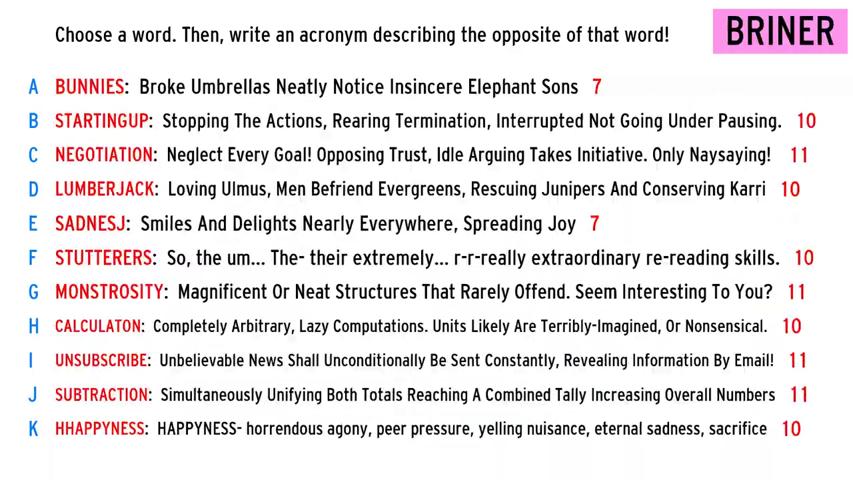 Choose a word. Then, write an acronym describing the opposite of that word!
BRINER
A BUNNIES: Broke Umbrellas Neatly Notice Insincere Elephant Sons 7
B STARTINGUP: Stopping The Actions, Rearing Termination, Interrupted Not Going Under Pausing. 10
C NEGOTIATION: Neglect Every Goal! Opposing Trust, Idle Arguing Takes Initiative. Only Naysaying! 11
D LUMBERJACK: Loving Ulmus, Men Befriend Evergreens, Rescuing Junipers And Conserving Karri 10
E SADNESJ: Smiles And Delights Nearly Everywhere, Spreading Joy 7
F STUTTERERS: So, the um... The- their extremely... r-r-really extraordinary re-reading skills. 10
G MONSTROSITY: Magnificent Or Neat Structures That Rarely Offend. Seem Interesting To You? 11
H CALCULATON: Completely Arbitrary, Lazy Computations. Units Likely Are Terribly-Imagined, Or Nonsensical. 10
I UNSUBSCRIBE: Unbelievable News Shall Unconditionally Be Sent Constantly, Revealing Information By Email! 11
J SUBTRACTION: Simultaneously Unifying Both Totals Reaching A Combined Tally Increasing Overall Numbers 11
K HHAPPYNESS: HAPPYNESS- horrendous agony, peer pressure, yelling nuisance, eternal sadness, sacrifice 10